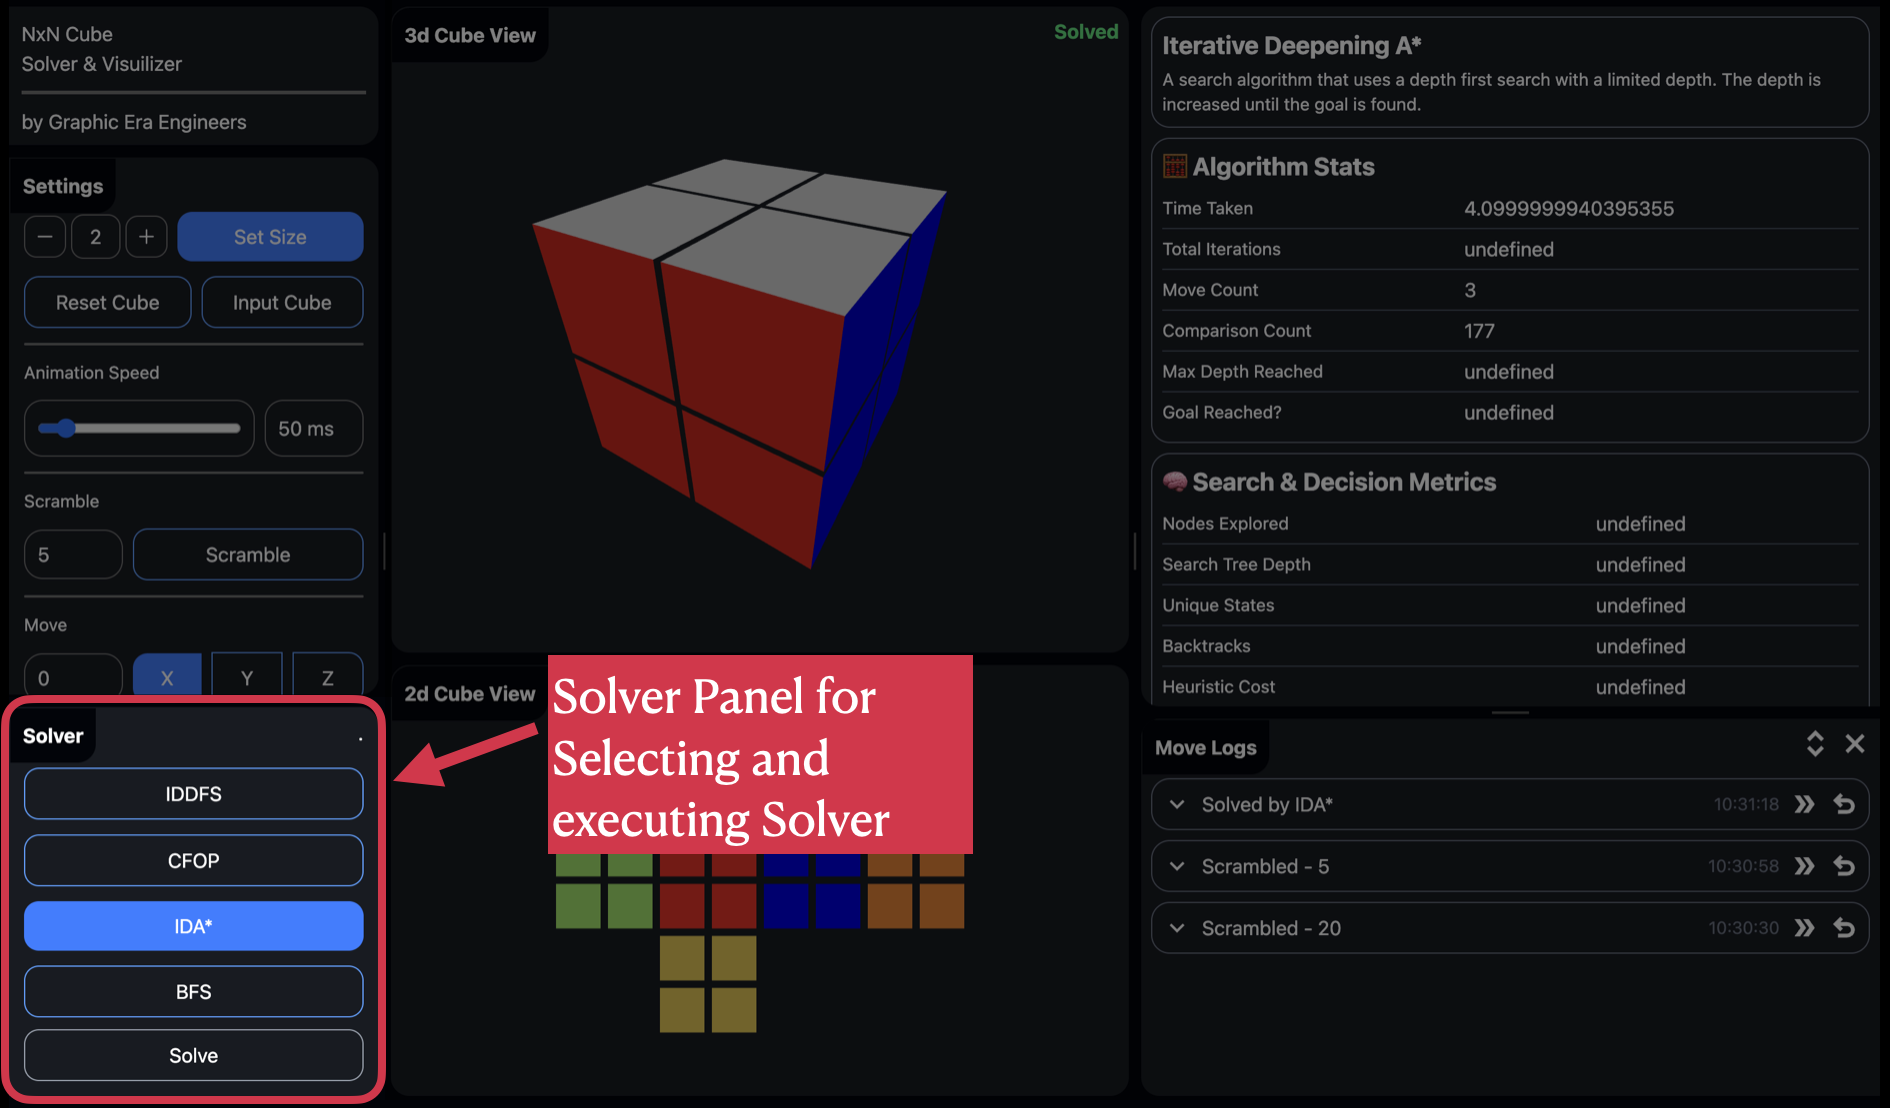 NxN Cube
Solver & Visuilizer
by Graphic Era Engineers
Settings
2
Set Size
Reset Cube
Input Cube
Animation Speed
50 ms
Scramble
5
Scramble
Move
0
X
Y
Z
Solver
.
IDDFS
CFOP
IDA*
BFS
Solve
3d Cube View
Solved
2d Cube View
Solver Panel for
Selecting and
executing Solver
Iterative Deepening A*
A search algorithm that uses a depth first search with a limited depth. The depth is
increased until the goal is found.
Algorithm Stats
Time Taken 4.0999999940395355
Total Iterations undefined
Move Count 3
Comparison Count 177
Max Depth Reached undefined
Goal Reached? undefined
Search & Decision Metrics
Nodes Explored undefined
Search Tree Depth undefined
Unique States undefined
Backtracks undefined
Heuristic Cost undefined
Move Logs
Solved by IDA* 10:31:18
Scrambled - 5 10:30:58
Scrambled - 20 10:30:30